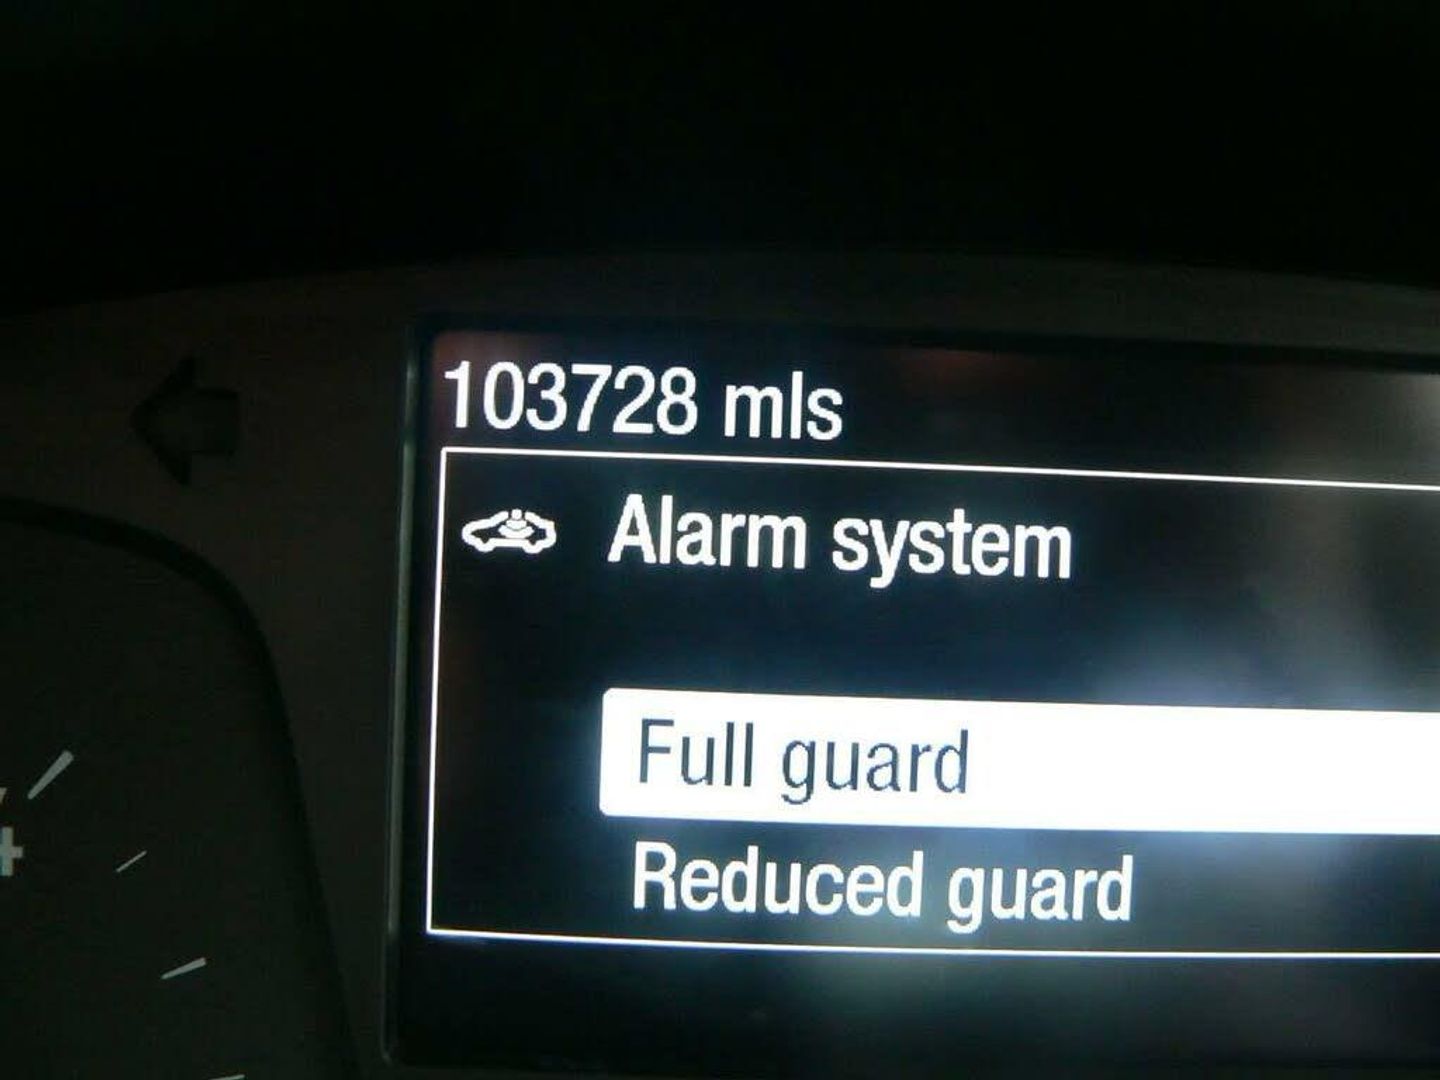 103728 mls
Alarm system
Full guard
Reduced guard